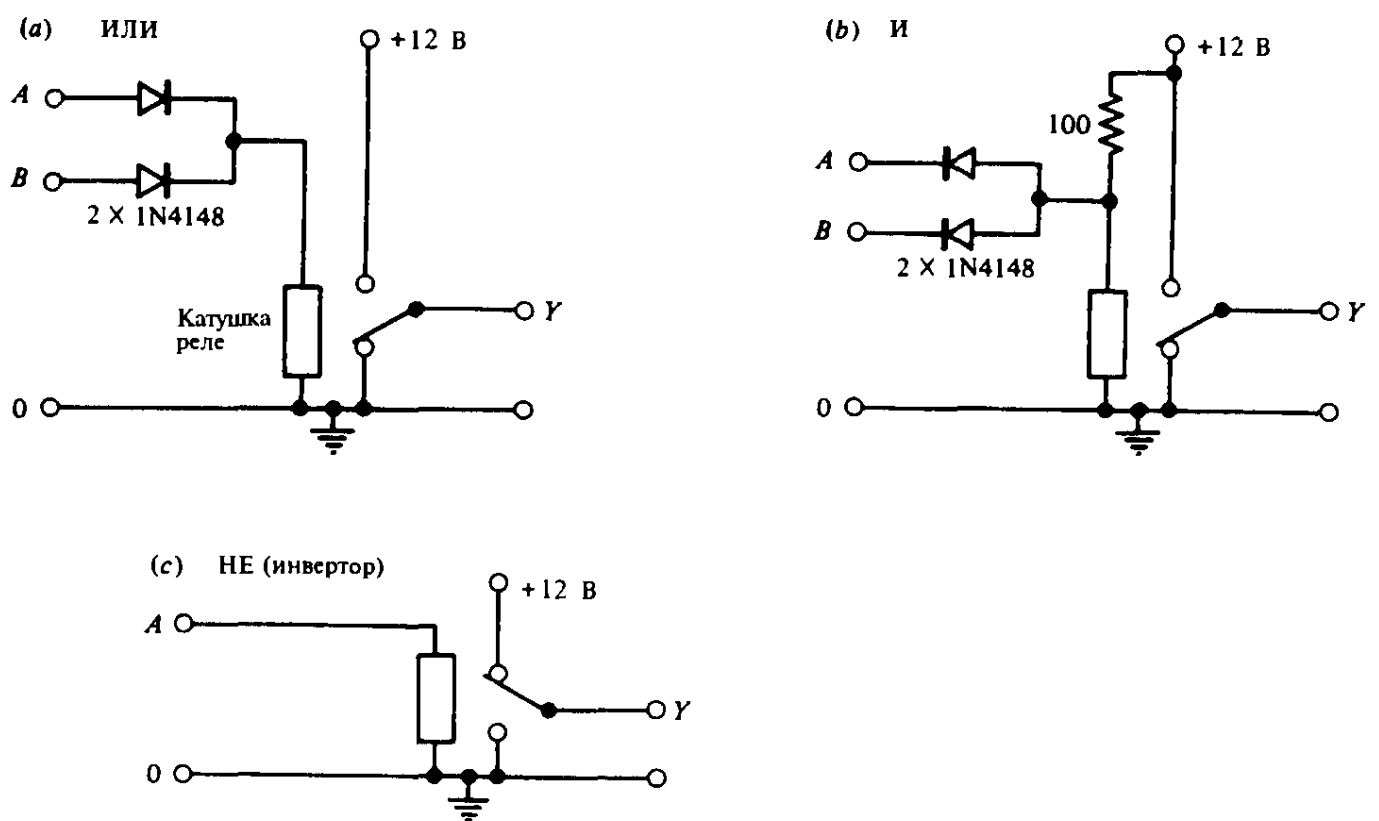 (a) ИЛИ
+12 В
A
B
2 × 1N4148
Катушка
реле
Y
0
(b) И
+12 В
100
A
B
2 × 1N4148
Y
0
(c) НЕ (инвертор)
+12 В
A
Y
0